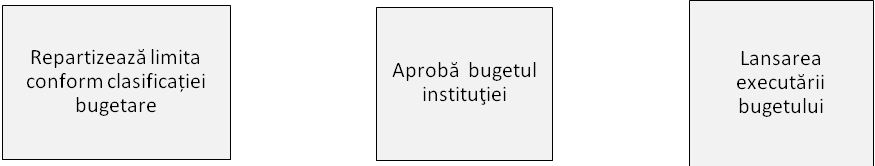 Repartizează limita
conform clasificației
bugetare
Aprobă bugetul
instituţiei
Lansarea
executării
bugetului